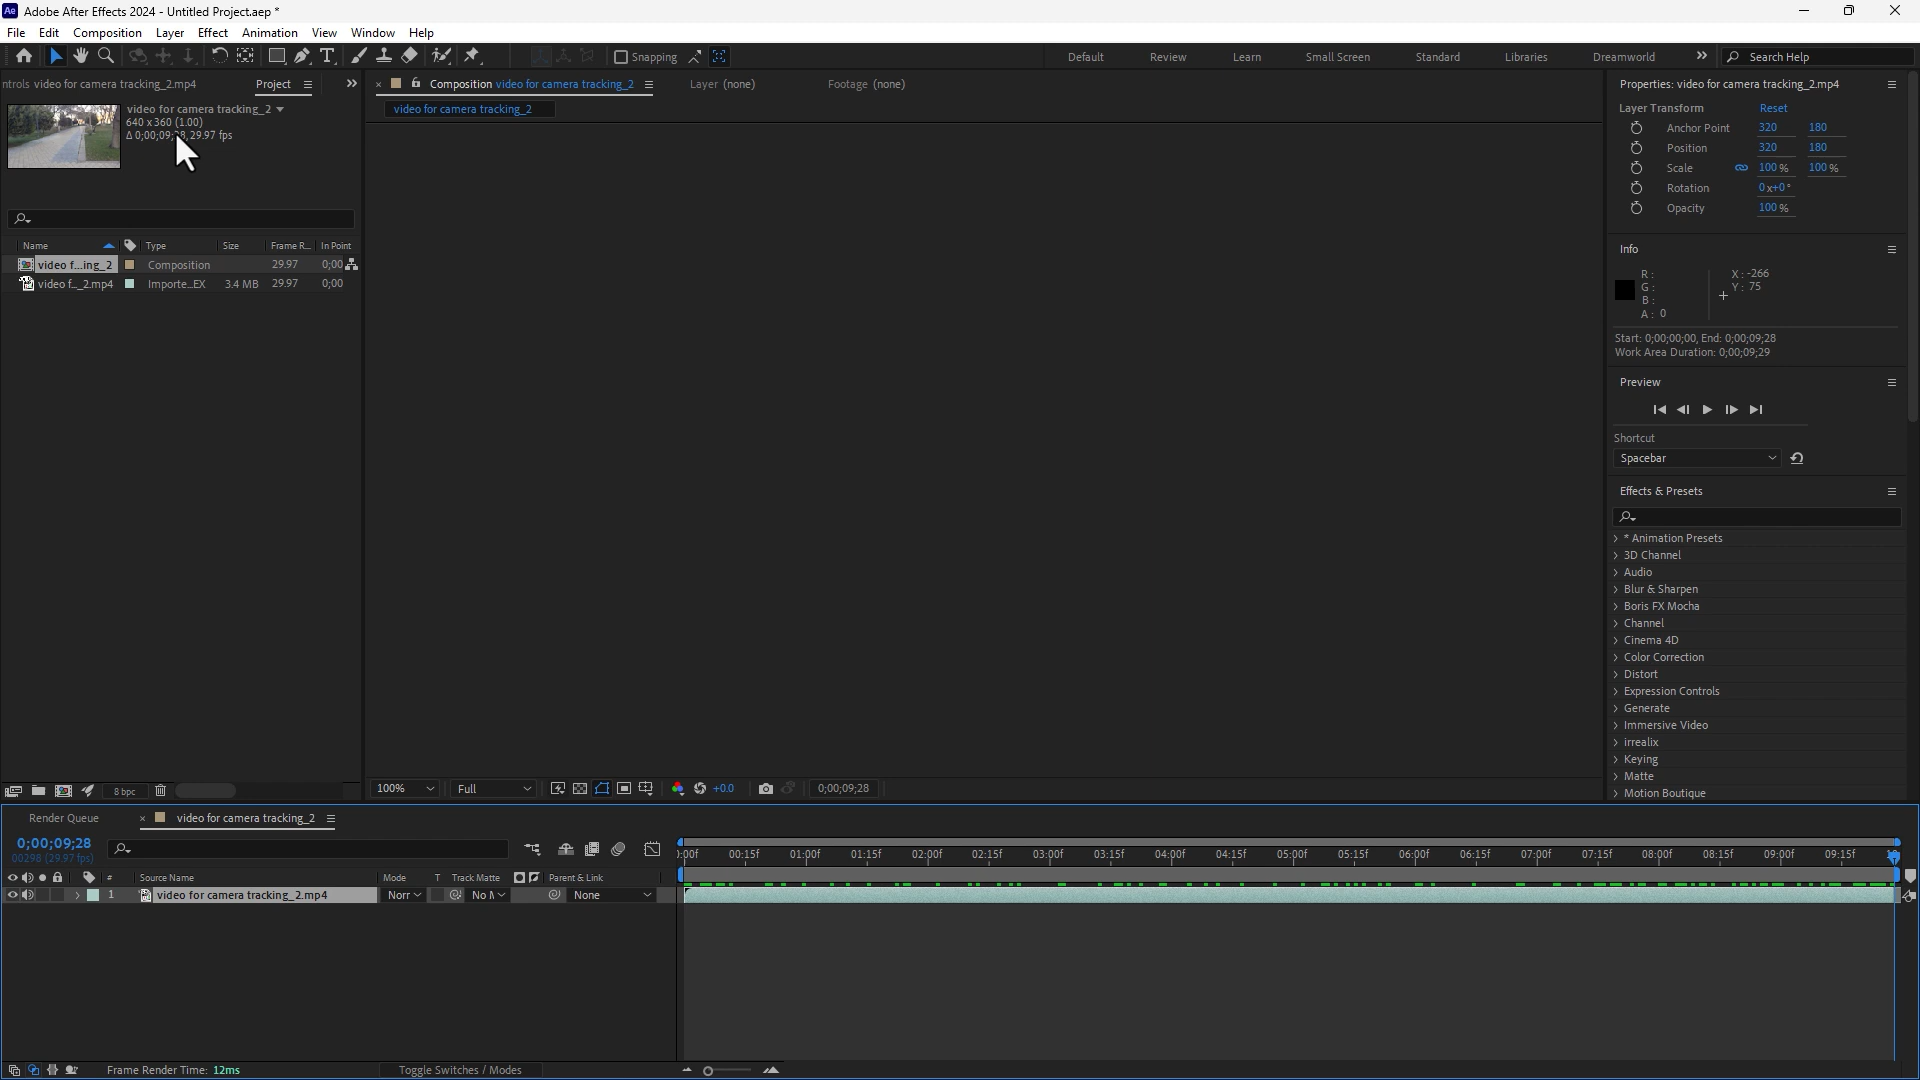 Ae Adobe After Effects 2024 - Untitled Project.aep *
File Edit Composition Layer Effect Animation View Window Help
Snapping Default Review Learn Small Screen Standard Libraries Dreamworld Search Help
ntrols video for camera tracking_2.mp4 Project
Composition video for camera tracking_2 Layer (none) Footage (none)
video for camera tracking_2
video for camera tracking_2
640 x 360 (1.00)
29.97 fps
Name Type Size Frame R... In Point
video f...ing_2 Composition 29.97 0;00
video f..._2.mp4 Importe...EX 3.4 MB 29.97 0;00
8 bpc
100% Full +0.0 0;00;09;28
Properties: video for camera tracking_2.mp4
Layer Transform Reset
Anchor Point 320 180
Position 320 180
Scale 100 % 100 %
Rotation 0x+0°
Opacity 100 %
Info
R: X: -266
G: Y: 75
B:
A: 0
Start: 0;00;00;00, End: 0;00;09;28
Work Area Duration: 0;00;09;29
Preview
Shortcut
Spacebar
Effects & Presets
* Animation Presets
3D Channel
Audio
Blur & Sharpen
Boris FX Mocha
Channel
Cinema 4D
Color Correction
Distort
Expression Controls
Generate
Immersive Video
irrealix
Keying
Matte
Motion Boutique
Render Queue video for camera tracking_2
0;00;09;28
00298 (29.97 fps)
:00f 00:15f 01:00f 01:15f 02:00f 02:15f 03:00f 03:15f 04:00f 04:15f 05:00f 05:15f 06:00f 06:15f 07:00f 07:15f 08:00f 08:15f 09:00f 09:15f
# Source Name Mode T Track Matte Parent & Link
1 video for camera tracking_2.mp4 Norr None
Frame Render Time: 12ms Toggle Switches / Modes